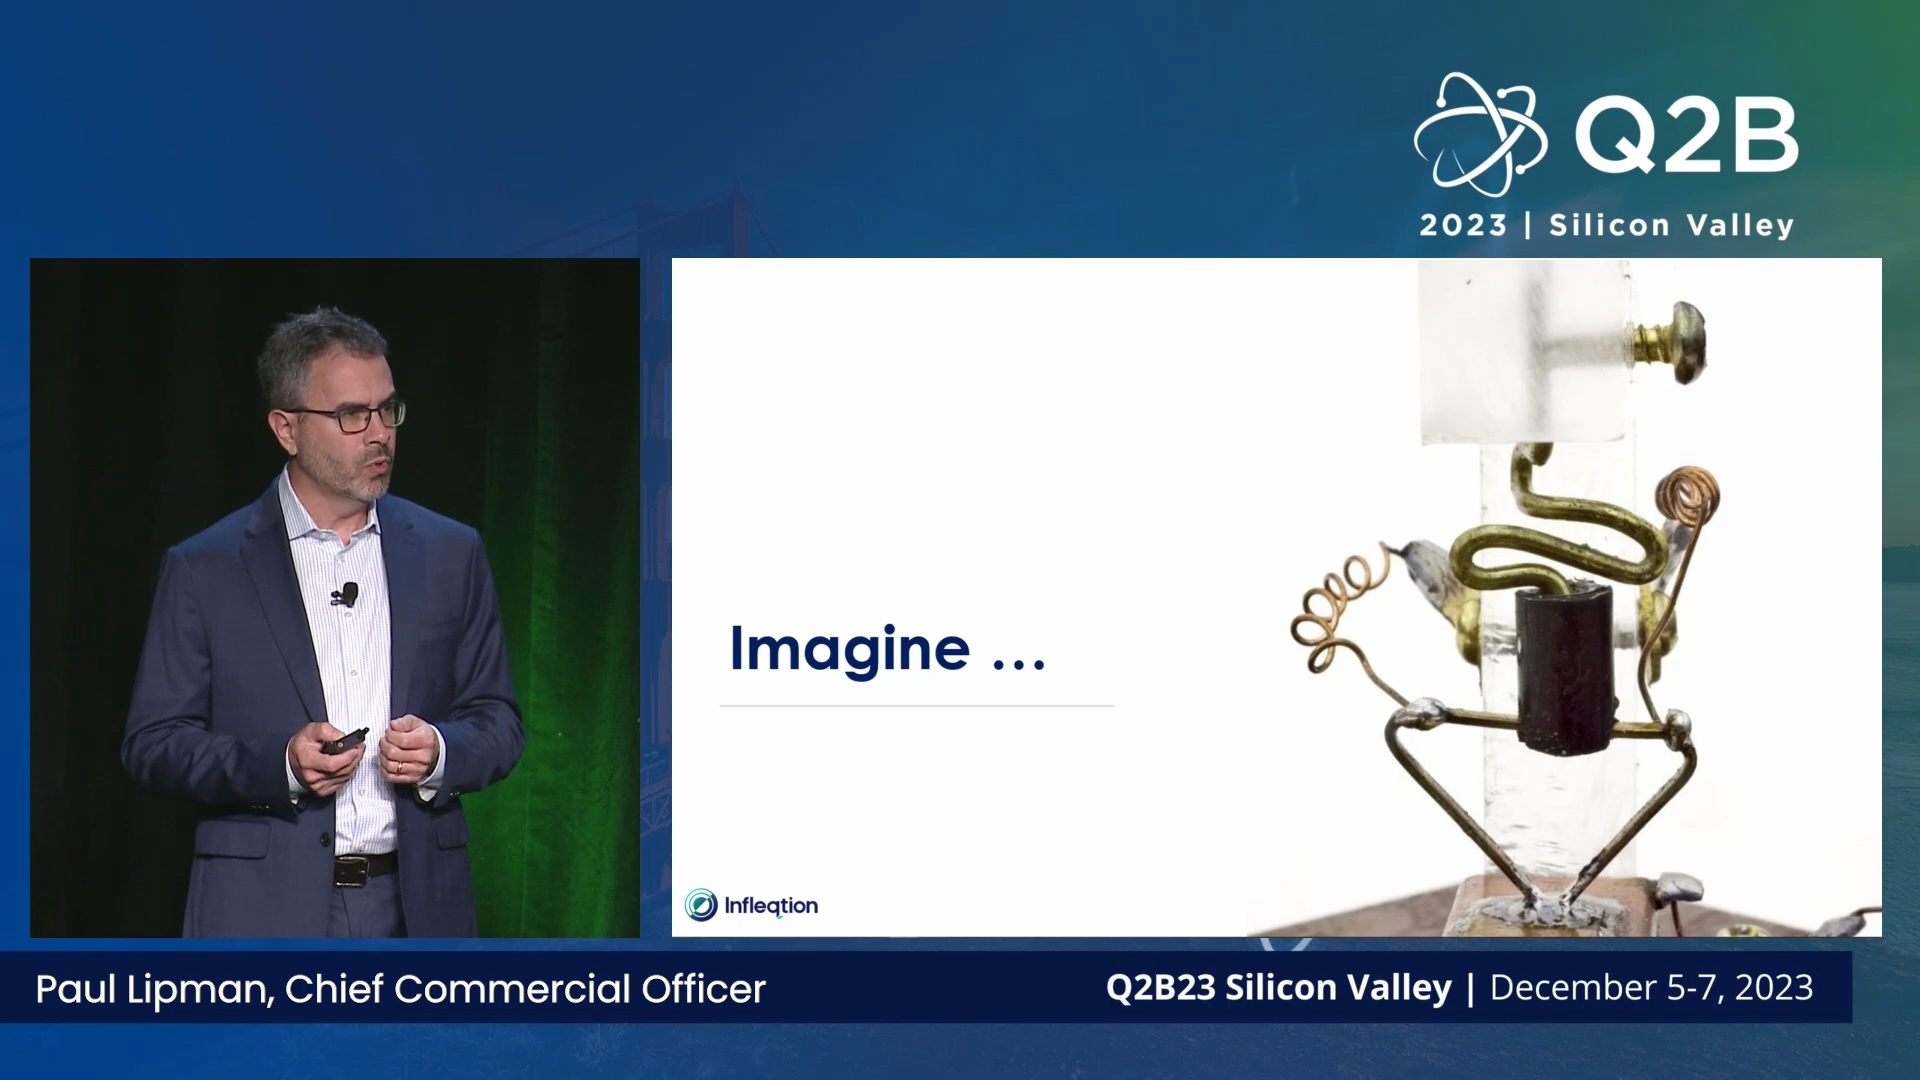 Q2B
2023 | Silicon Valley
Imagine ...
Infleqtion
Paul Lipman, Chief Commercial Officer
Q2B23 Silicon Valley | December 5-7, 2023